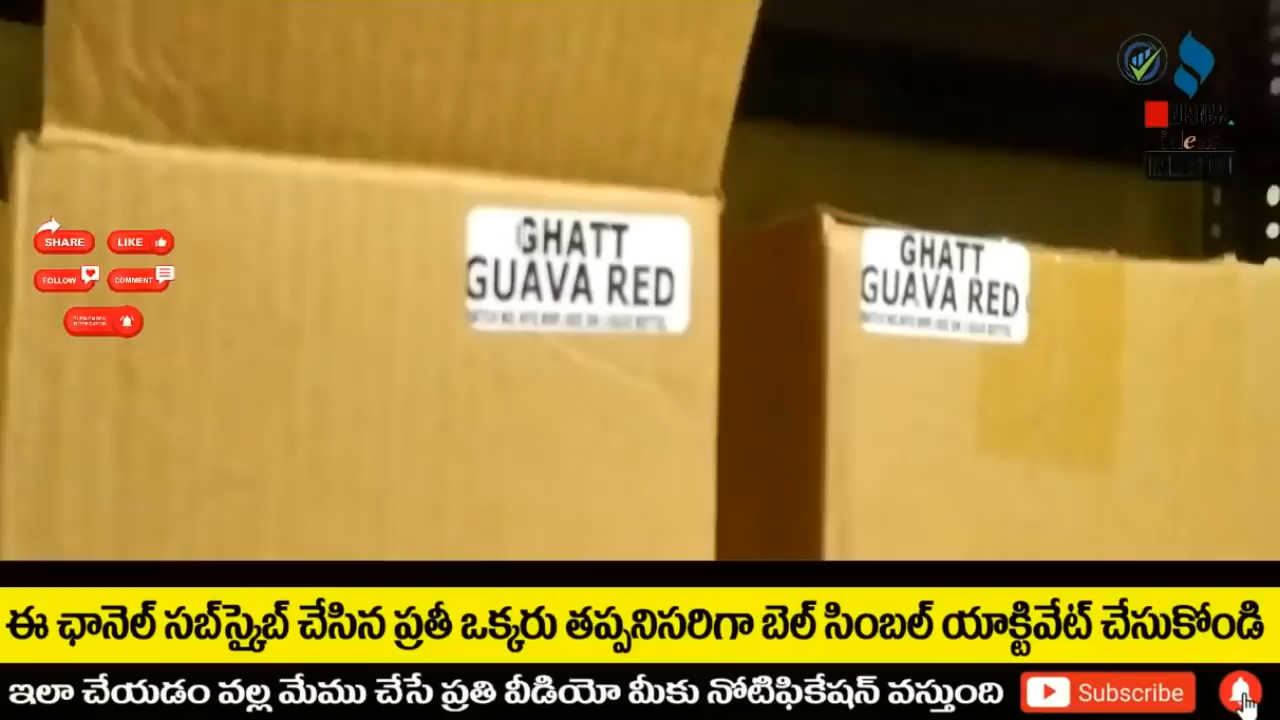 GHATT
GUAVA RED
GHATT
GUAVA RED
SHARE
LIKE
FOLLOW
COMMENT
ఈ ఛానెల్ సబ్‌స్క్రైబ్ చేసిన ప్రతీ ఒక్కరు తప్పనిసరిగా బెల్ సింబల్ యాక్టివేట్ చేసుకోండి
ఇలా చేయడం వల్ల మేము చేసే ప్రతి వీడియో మీకు నోటిఫికేషన్ వస్తుంది
Subscribe